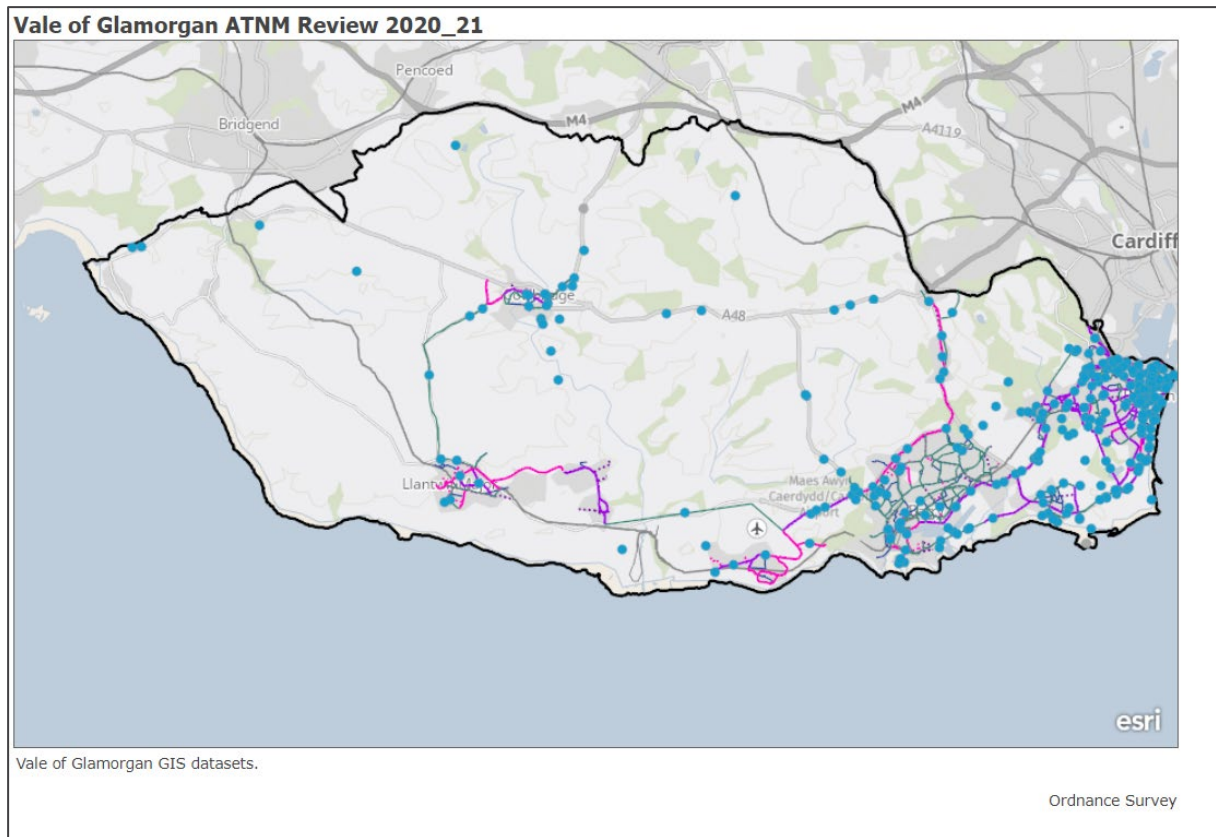 Vale of Glamorgan ATNM Review 2020_21
Pencoed
Bridgend
M4
M4
A4119
Cardiff
A48
Maes Awyr
Caerdydd/
esri
Vale of Glamorgan GIS datasets.
Ordnance Survey